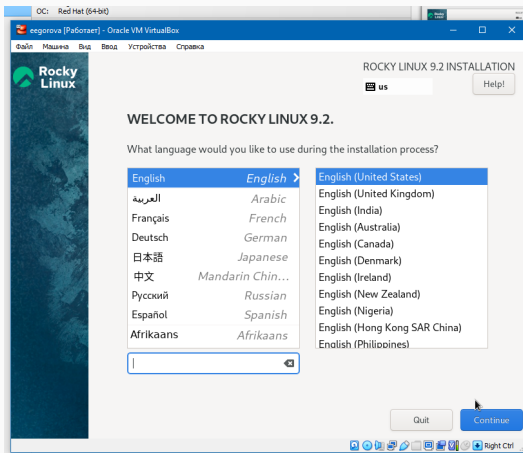 ОС: Red Hat (64-bit)
eegorova [Работает] - Oracle VM VirtualBox
Файл Машина Вид Ввод Устройства Справка
Rocky
Linux
ROCKY LINUX 9.2 INSTALLATION
us
Help!
WELCOME TO ROCKY LINUX 9.2.
What language would you like to use during the installation process?
English English
العربية Arabic
Français French
Deutsch German
日本語 Japanese
中文 Mandarin Chin...
Русский Russian
Español Spanish
Afrikaans Afrikaans
English (United States)
English (United Kingdom)
English (India)
English (Australia)
English (Canada)
English (Denmark)
English (Ireland)
English (New Zealand)
English (Nigeria)
English (Hong Kong SAR China)
English (Philippines)
Quit
Continue
Right Ctrl